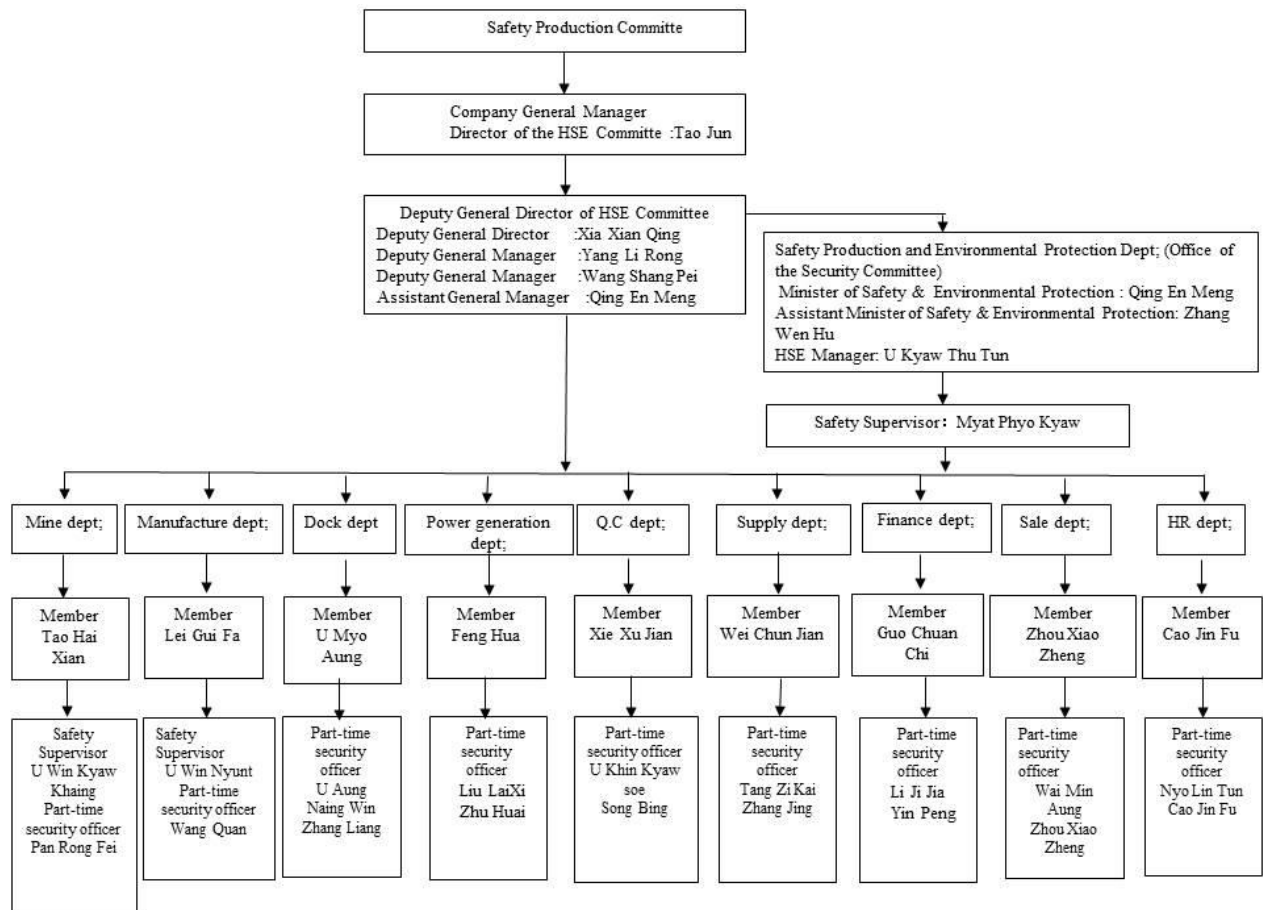 Safety Production Committe
Company General Manager
Director of the HSE Committe :Tao Jun
Deputy General Director of HSE Committee
Deputy General Director :Xia Xian Qing
Deputy General Manager :Yang Li Rong
Deputy General Manager :Wang Shang Pei
Assistant General Manager :Qing En Meng
Safety Production and Environmental Protection Dept; (Office of
the Security Committee)
Minister of Safety & Environmental Protection : Qing En Meng
Assistant Minister of Safety & Environmental Protection: Zhang
Wen Hu
HSE Manager: U Kyaw Thu Tun
Safety Supervisor: Myat Phyo Kyaw
Mine dept;
Manufacture dept;
Dock dept
Power generation
dept;
Q.C dept;
Supply dept;
Finance dept;
Sale dept;
HR dept;
Member
Tao Hai
Xian
Member
Lei Gui Fa
Member
U Myo
Aung
Member
Feng Hua
Member
Xie Xu Jian
Member
Wei Chun Jian
Member
Guo Chuan
Chi
Member
Zhou Xiao
Zheng
Member
Cao Jin Fu
Safety
Supervisor
U Win Kyaw
Khaing
Part-time
security officer
Pan Rong Fei
Safety
Supervisor
U Win Nyunt
Part-time
security officer
Wang Quan
Part-time
security
officer
U Aung
Naing Win
Zhang Liang
Part-time
security
officer
Liu LaiXi
Zhu Huai
Part-time
security officer
U Khin Kyaw
soe
Song Bing
Part-time
security
officer
Tang Zi Kai
Zhang Jing
Part-time
security
officer
Li Ji Jia
Yin Peng
Part-time
security
officer
Wai Min
Aung
Zhou Xiao
Zheng
Part-time
security
officer
Nyo Lin Tun
Cao Jin Fu